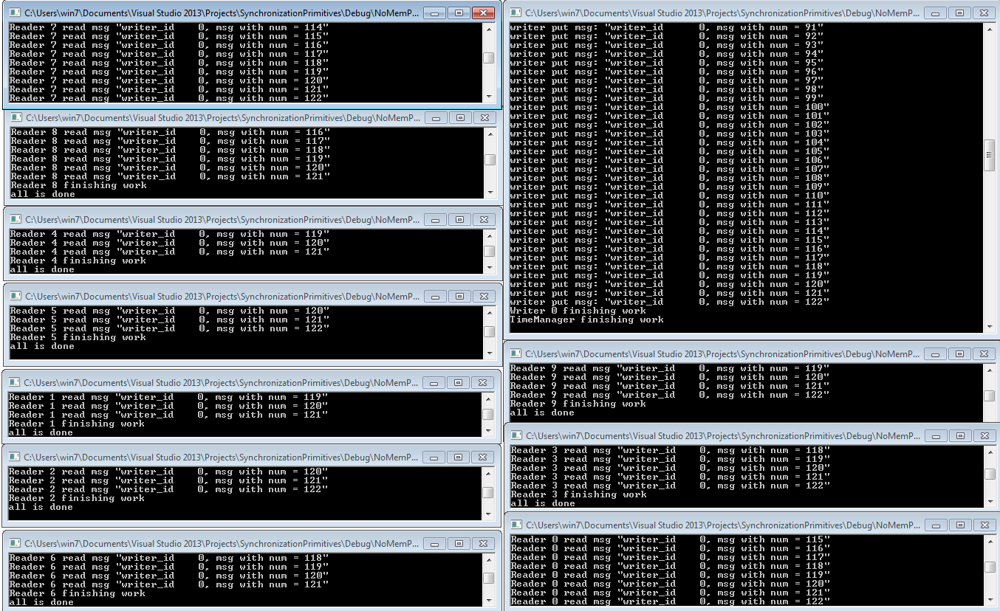 C:\Users\win7\Documents\Visual Studio 2013\Projects\SynchronizationPrimitives\Debug\NoMemP...
Reader 7 read msg "writer_id    0, msg with num = 114"
Reader 7 read msg "writer_id    0, msg with num = 115"
Reader 7 read msg "writer_id    0, msg with num = 116"
Reader 7 read msg "writer_id    0, msg with num = 117"
Reader 7 read msg "writer_id    0, msg with num = 118"
Reader 7 read msg "writer_id    0, msg with num = 119"
Reader 7 read msg "writer_id    0, msg with num = 120"
Reader 7 read msg "writer_id    0, msg with num = 121"
Reader 7 read msg "writer_id    0, msg with num = 122"
C:\Users\win7\Documents\Visual Studio 2013\Projects\SynchronizationPrimitives\Debug\NoMemP...
Reader 8 read msg "writer_id    0, msg with num = 116"
Reader 8 read msg "writer_id    0, msg with num = 117"
Reader 8 read msg "writer_id    0, msg with num = 118"
Reader 8 read msg "writer_id    0, msg with num = 119"
Reader 8 read msg "writer_id    0, msg with num = 120"
Reader 8 read msg "writer_id    0, msg with num = 121"
Reader 8 finishing work
all is done
C:\Users\win7\Documents\Visual Studio 2013\Projects\SynchronizationPrimitives\Debug\NoMemP...
Reader 4 read msg "writer_id    0, msg with num = 119"
Reader 4 read msg "writer_id    0, msg with num = 120"
Reader 4 read msg "writer_id    0, msg with num = 121"
Reader 4 finishing work
all is done
C:\Users\win7\Documents\Visual Studio 2013\Projects\SynchronizationPrimitives\Debug\NoMemP...
Reader 5 read msg "writer_id    0, msg with num = 120"
Reader 5 read msg "writer_id    0, msg with num = 121"
Reader 5 read msg "writer_id    0, msg with num = 122"
Reader 5 finishing work
all is done
C:\Users\win7\Documents\Visual Studio 2013\Projects\SynchronizationPrimitives\Debug\NoMemP...
Reader 1 read msg "writer_id    0, msg with num = 119"
Reader 1 read msg "writer_id    0, msg with num = 120"
Reader 1 read msg "writer_id    0, msg with num = 121"
Reader 1 finishing work
all is done
C:\Users\win7\Documents\Visual Studio 2013\Projects\SynchronizationPrimitives\Debug\NoMemP...
Reader 2 read msg "writer_id    0, msg with num = 120"
Reader 2 read msg "writer_id    0, msg with num = 121"
Reader 2 read msg "writer_id    0, msg with num = 122"
Reader 2 finishing work
all is done
C:\Users\win7\Documents\Visual Studio 2013\Projects\SynchronizationPrimitives\Debug\NoMemP...
Reader 6 read msg "writer_id    0, msg with num = 118"
Reader 6 read msg "writer_id    0, msg with num = 119"
Reader 6 read msg "writer_id    0, msg with num = 120"
Reader 6 read msg "writer_id    0, msg with num = 121"
Reader 6 finishing work
all is done
C:\Users\win7\Documents\Visual Studio 2013\Projects\SynchronizationPrimitives\Debug\NoMemP...
writer put msg: "writer_id      0, msg with num = 91"
writer put msg: "writer_id      0, msg with num = 92"
writer put msg: "writer_id      0, msg with num = 93"
writer put msg: "writer_id      0, msg with num = 94"
writer put msg: "writer_id      0, msg with num = 95"
writer put msg: "writer_id      0, msg with num = 96"
writer put msg: "writer_id      0, msg with num = 97"
writer put msg: "writer_id      0, msg with num = 98"
writer put msg: "writer_id      0, msg with num = 99"
writer put msg: "writer_id      0, msg with num = 100"
writer put msg: "writer_id      0, msg with num = 101"
writer put msg: "writer_id      0, msg with num = 102"
writer put msg: "writer_id      0, msg with num = 103"
writer put msg: "writer_id      0, msg with num = 104"
writer put msg: "writer_id      0, msg with num = 105"
writer put msg: "writer_id      0, msg with num = 106"
writer put msg: "writer_id      0, msg with num = 107"
writer put msg: "writer_id      0, msg with num = 108"
writer put msg: "writer_id      0, msg with num = 109"
writer put msg: "writer_id      0, msg with num = 110"
writer put msg: "writer_id      0, msg with num = 111"
writer put msg: "writer_id      0, msg with num = 112"
writer put msg: "writer_id      0, msg with num = 113"
writer put msg: "writer_id      0, msg with num = 114"
writer put msg: "writer_id      0, msg with num = 115"
writer put msg: "writer_id      0, msg with num = 116"
writer put msg: "writer_id      0, msg with num = 117"
writer put msg: "writer_id      0, msg with num = 118"
writer put msg: "writer_id      0, msg with num = 119"
writer put msg: "writer_id      0, msg with num = 120"
writer put msg: "writer_id      0, msg with num = 121"
writer put msg: "writer_id      0, msg with num = 122"
Writer 0 finishing work
TimeManager finishing work
C:\Users\win7\Documents\Visual Studio 2013\Projects\SynchronizationPrimitives\Debug\NoMemP...
Reader 9 read msg "writer_id    0, msg with num = 119"
Reader 9 read msg "writer_id    0, msg with num = 120"
Reader 9 read msg "writer_id    0, msg with num = 121"
Reader 9 read msg "writer_id    0, msg with num = 122"
Reader 9 finishing work
all is done
C:\Users\win7\Documents\Visual Studio 2013\Projects\SynchronizationPrimitives\Debug\NoMemP...
Reader 3 read msg "writer_id    0, msg with num = 118"
Reader 3 read msg "writer_id    0, msg with num = 119"
Reader 3 read msg "writer_id    0, msg with num = 120"
Reader 3 read msg "writer_id    0, msg with num = 121"
Reader 3 read msg "writer_id    0, msg with num = 122"
Reader 3 finishing work
all is done
C:\Users\win7\Documents\Visual Studio 2013\Projects\SynchronizationPrimitives\Debug\NoMemP...
Reader 0 read msg "writer_id    0, msg with num = 115"
Reader 0 read msg "writer_id    0, msg with num = 116"
Reader 0 read msg "writer_id    0, msg with num = 117"
Reader 0 read msg "writer_id    0, msg with num = 118"
Reader 0 read msg "writer_id    0, msg with num = 119"
Reader 0 read msg "writer_id    0, msg with num = 120"
Reader 0 read msg "writer_id    0, msg with num = 121"
Reader 0 read msg "writer_id    0, msg with num = 122"